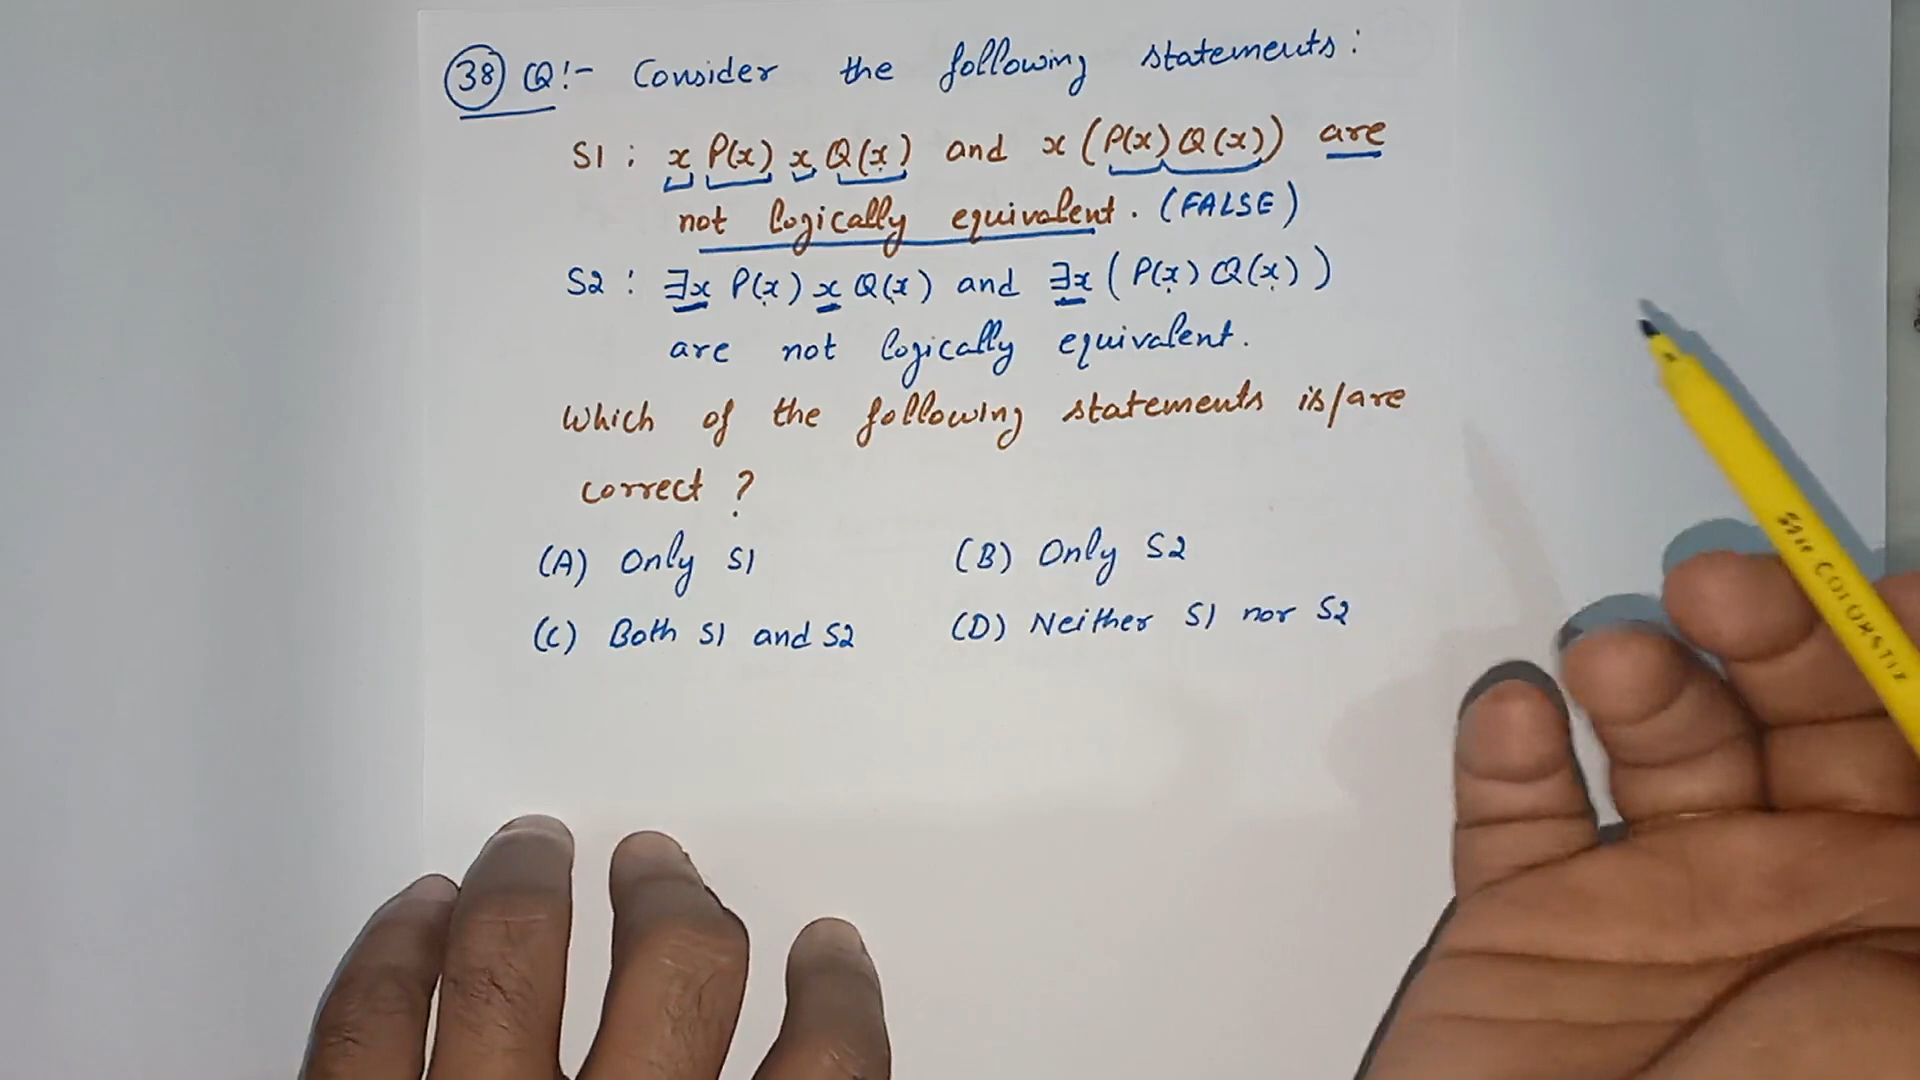 38 Q!- Consider the following statements:
S1 : x P(x) x Q(x) and x (P(x) Q(x)) are
not logically equivalent. (FALSE)
S2 : ∃x P(x) x Q(x) and ∃x (P(x) Q(x))
are not logically equivalent.
Which of the following statements is/are
correct ?
(A) Only S1 (B) Only S2
(C) Both S1 and S2 (D) Neither S1 nor S2